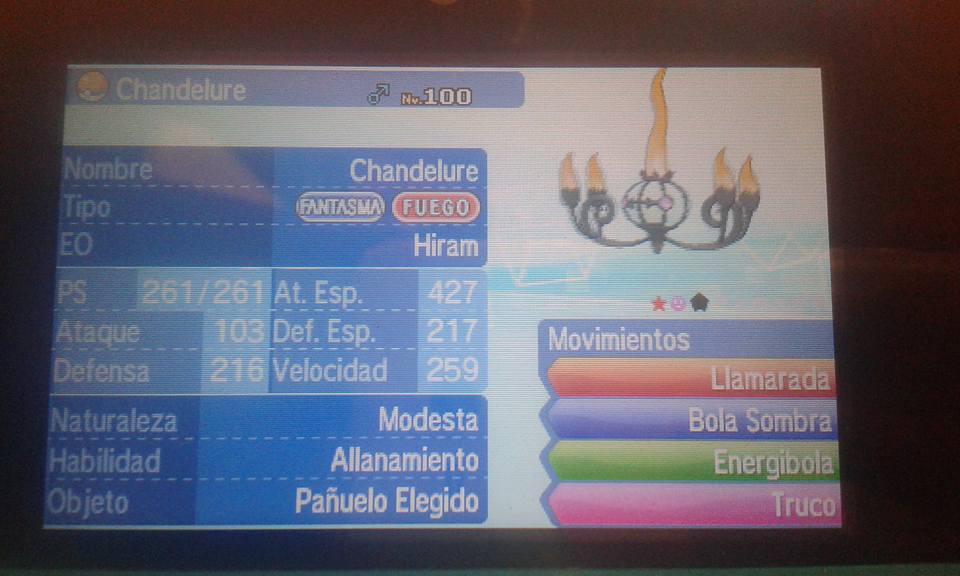 Chandelure ♂ Nv.100
Nombre Chandelure
Tipo FANTASMA FUEGO
EO Hiram
PS 261/261 At. Esp. 427
Ataque 103 Def. Esp. 217
Defensa 216 Velocidad 259
Naturaleza Modesta
Habilidad Allanamiento
Objeto Pañuelo Elegido
Movimientos
Llamarada
Bola Sombra
Energibola
Truco